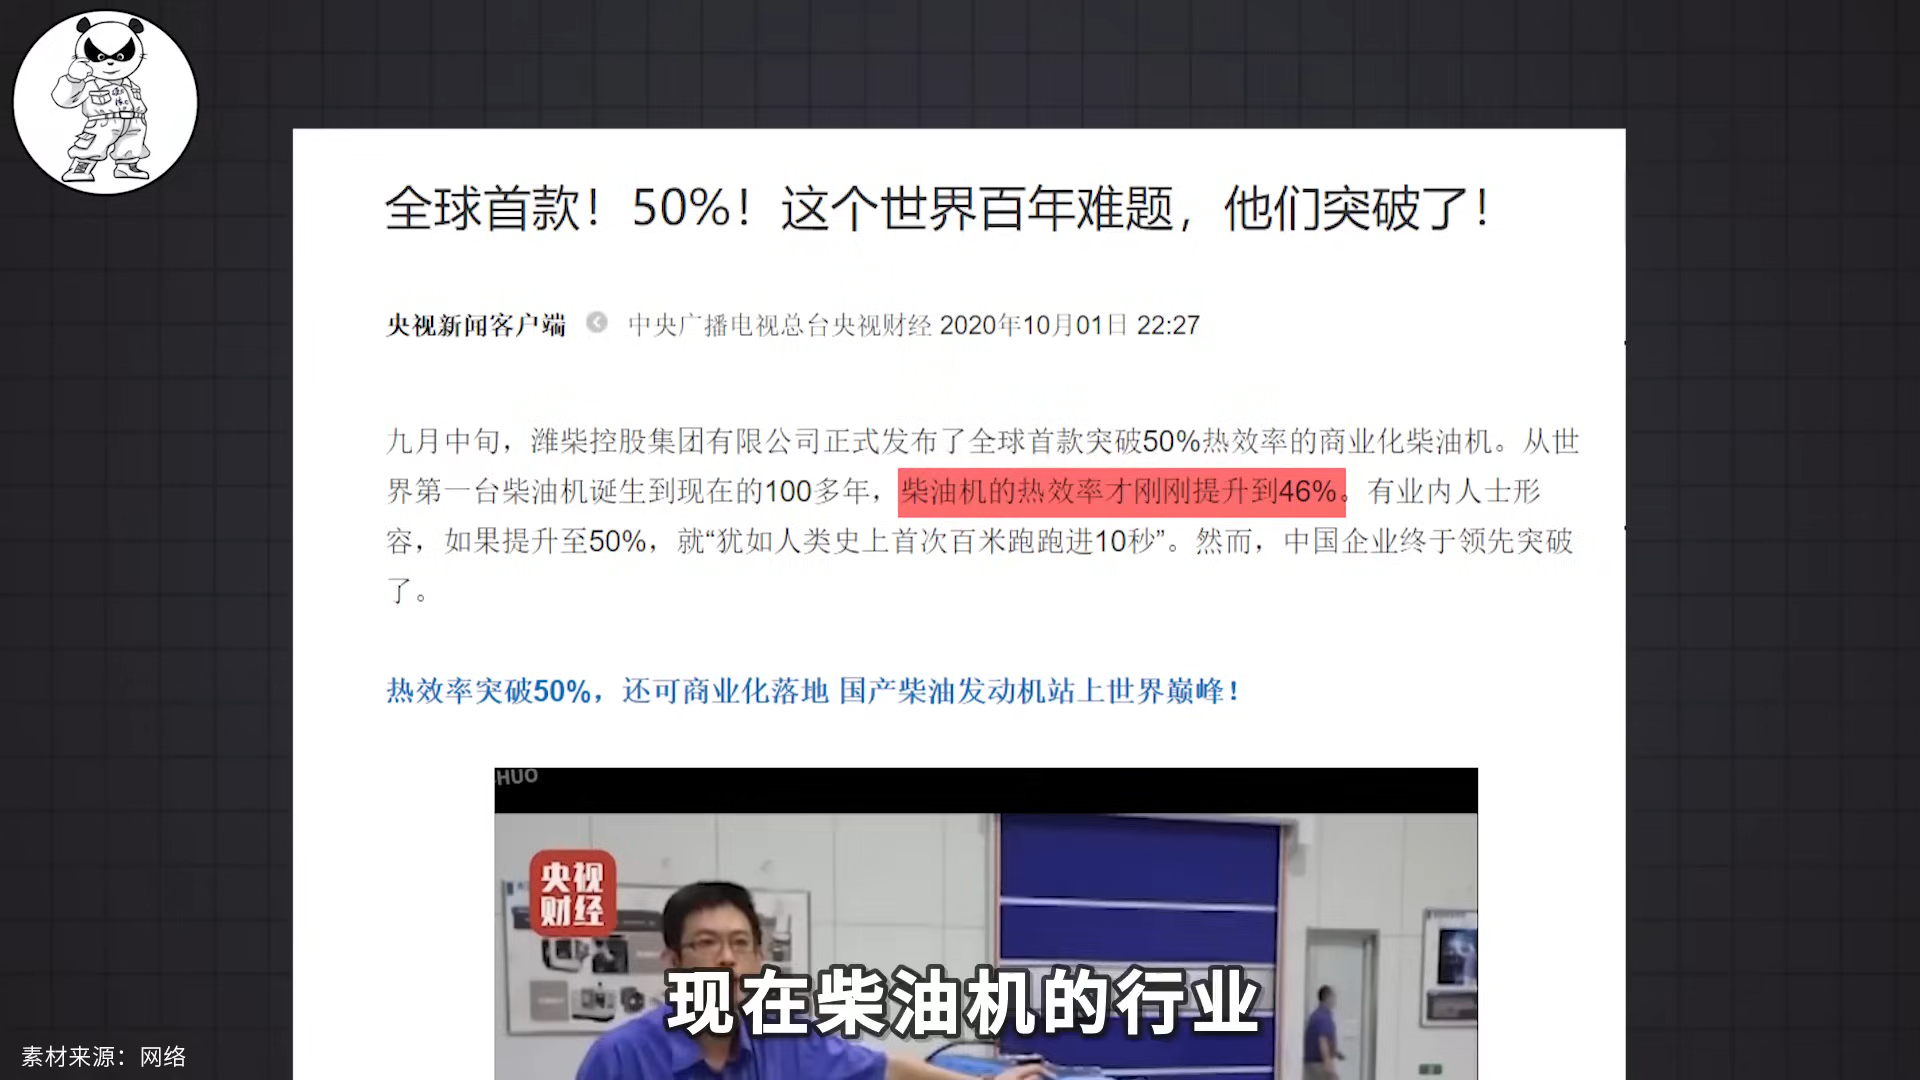 全球首款！50%！这个世界百年难题，他们突破了！
央视新闻客户端 中央广播电视总台央视财经 2020年10月01日 22:27
九月中旬，潍柴控股集团有限公司正式发布了全球首款突破50%热效率的商业化柴油机。从世
界第一台柴油机诞生到现在的100多年，柴油机的热效率才刚刚提升到46%。有业内人士形
容，如果提升至50%，就“犹如人类史上首次百米跑跑进10秒”。然而，中国企业终于领先突破
了。
热效率突破50%，还可商业化落地 国产柴油发动机站上世界巅峰！
HUO
央视
财经
现在柴油机的行业
素材来源：网络